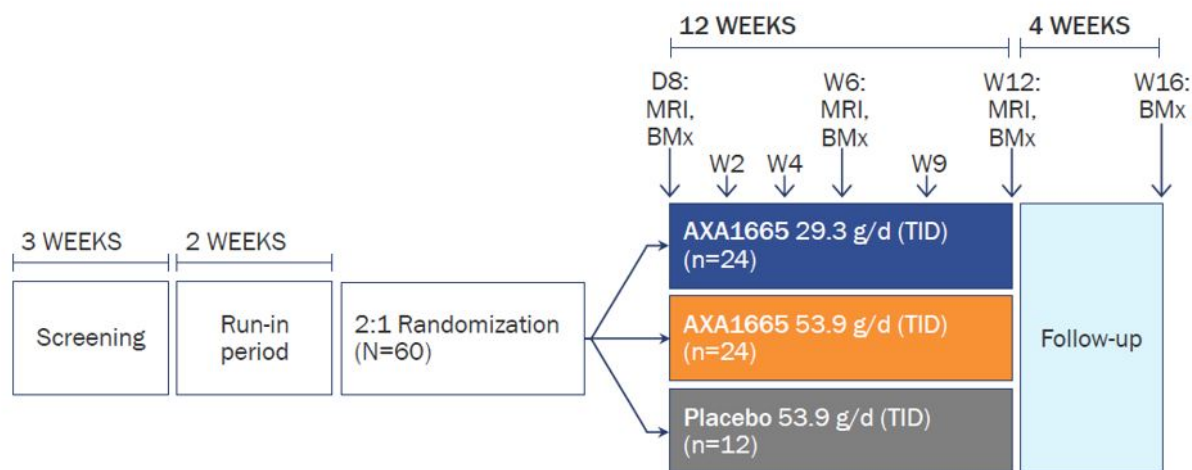 12 WEEKS
4 WEEKS
D8:
MRI,
BMx
W2
W4
W6:
MRI,
BMx
W9
W12:
MRI,
BMx
W16:
BMx
3 WEEKS
2 WEEKS
Screening
Run-in
period
2:1 Randomization
(N=60)
AXA1665 29.3 g/d (TID)
(n=24)
AXA1665 53.9 g/d (TID)
(n=24)
Placebo 53.9 g/d (TID)
(n=12)
Follow-up